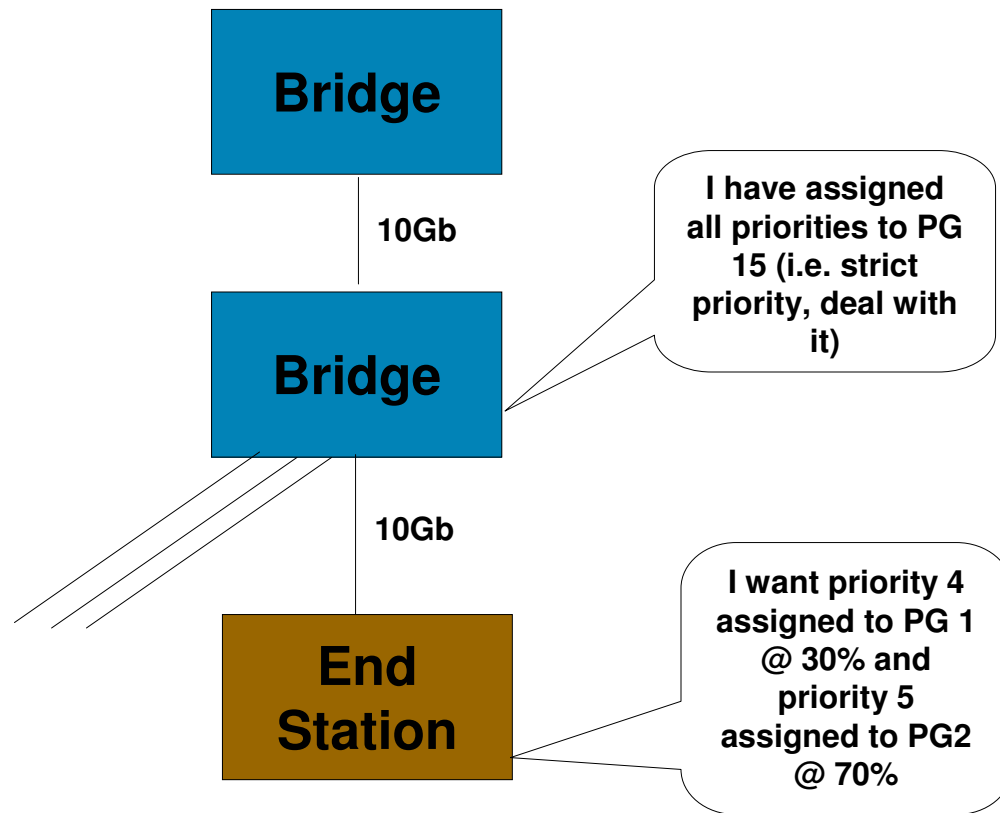 Bridge
10Gb
I have assigned
all priorities to PG
15 (i.e. strict
priority, deal with
it)
Bridge
10Gb
I want priority 4
assigned to PG 1
@ 30% and
priority 5
assigned to PG2
@ 70%
End
Station